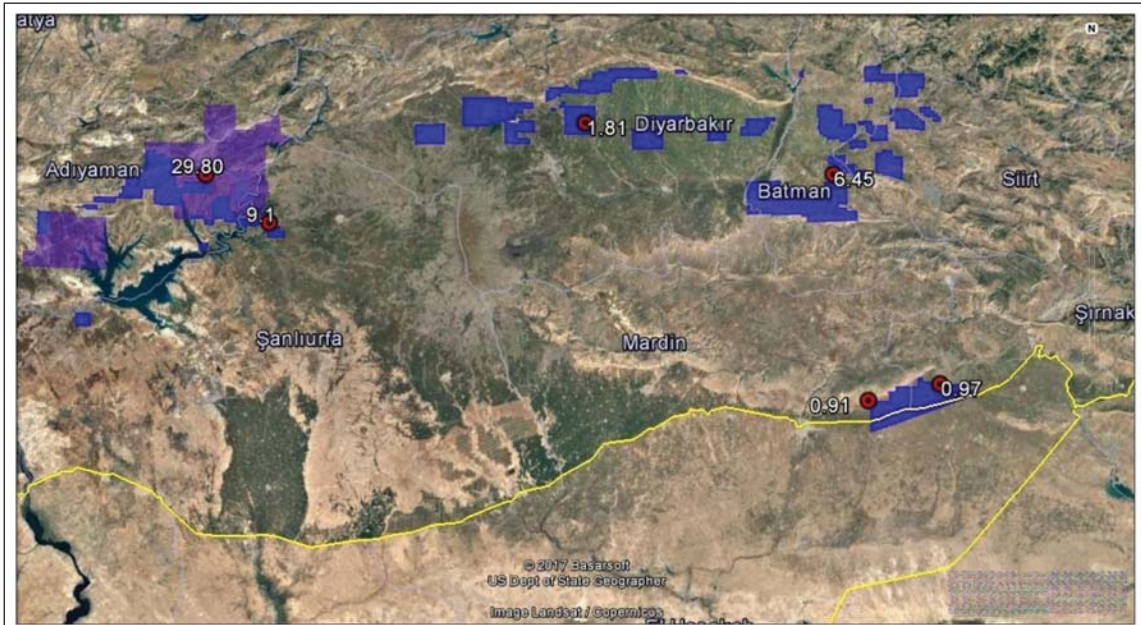 atya
N
1.81 Diyarbakır
Adıyaman 29.80
6.45
Siirt
Batman
9.1
Şırnak
Şanlıurfa
Mardin
0.97
0.91
© 2017 Basarsoft
US Dept of State Geographer
Image Landsat / Copernicus